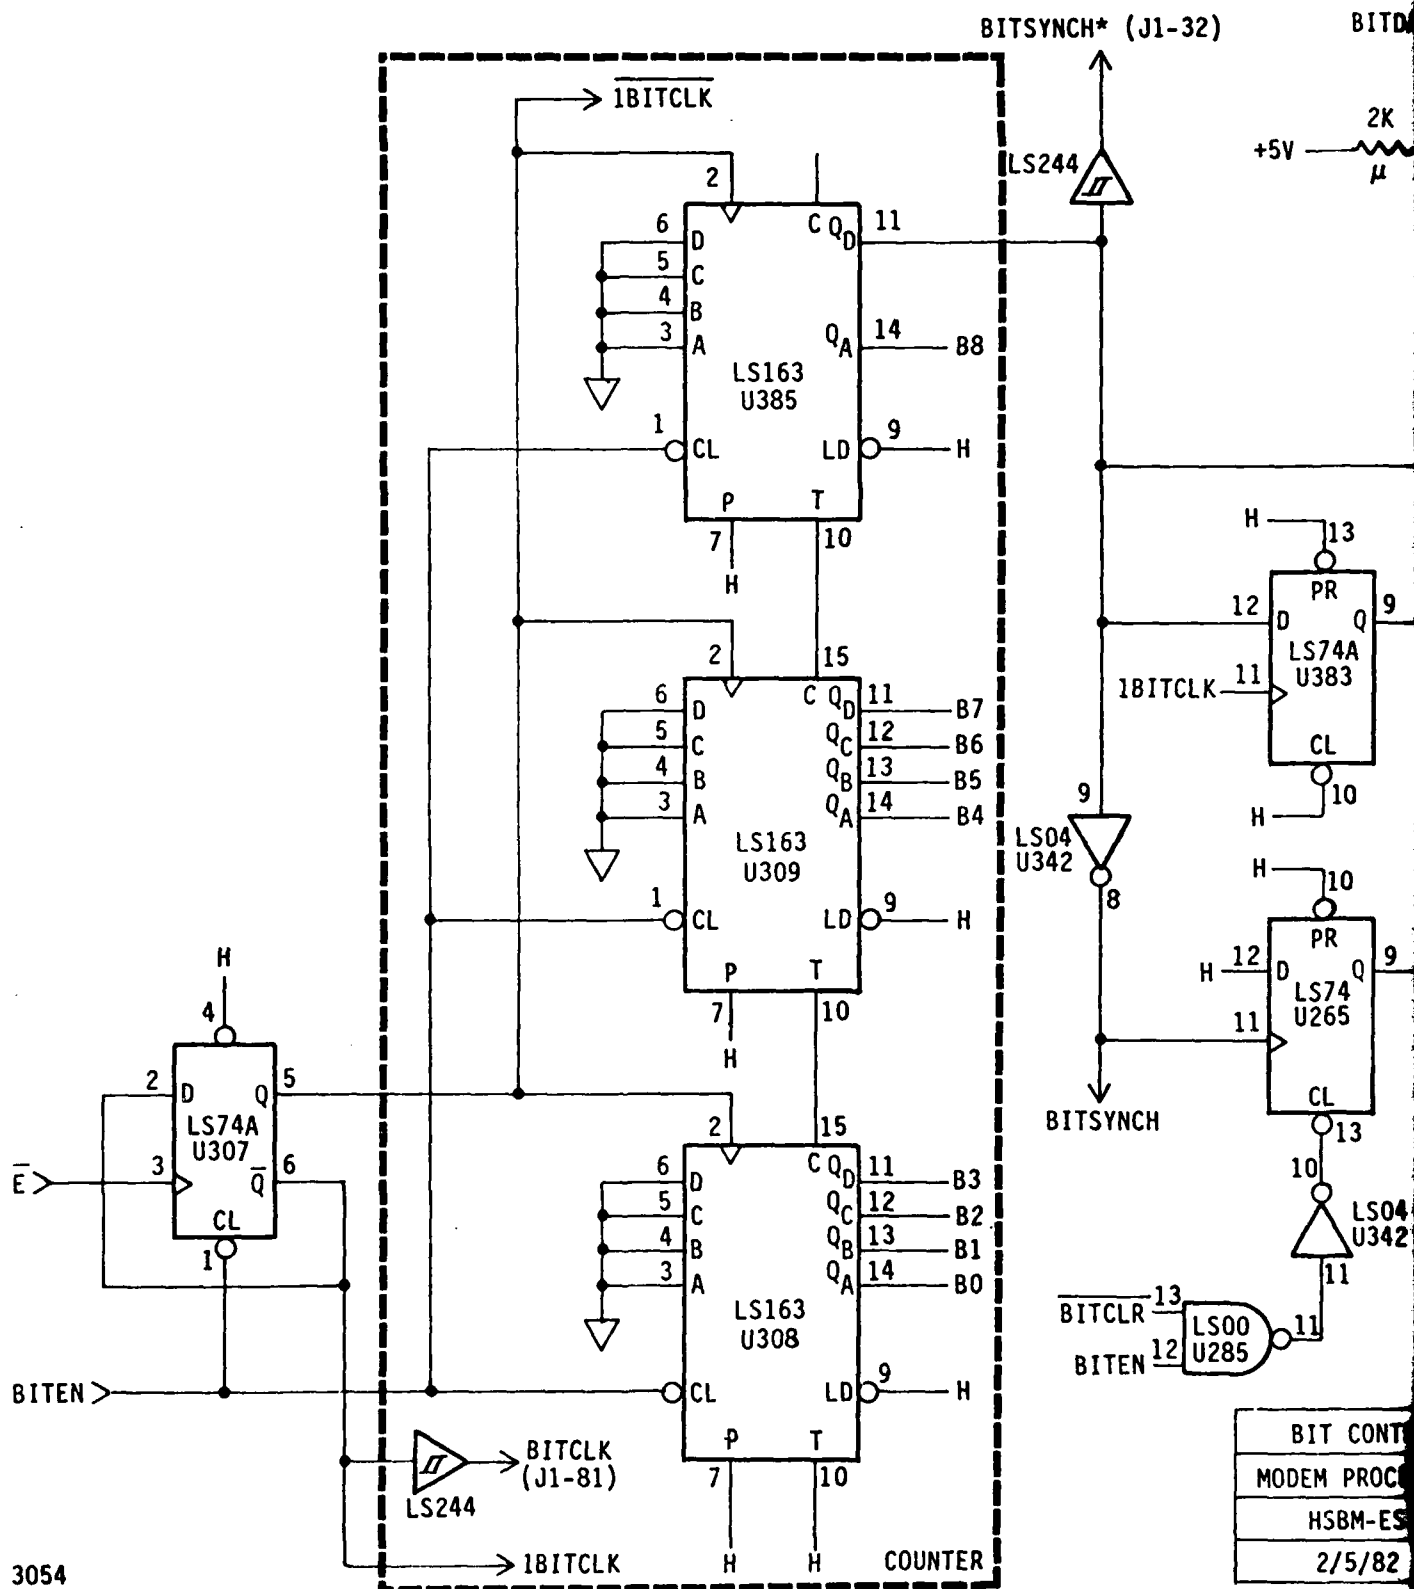 BITSYNCH* (J1-32)
BITD
1BITCLK
2K
+5V
μ
LS244
2
C QD 11
6 D
5 C
4 B
3 A
QA 14 B8
LS163
U385
1 CL
LD 9 H
P T
7 10
H
H 13
PR
12 D Q 9
LS74A
U383
1BITCLK 11
CL
10
H
2 15
C QD 11 B7
6 D
5 C
4 B
3 A
QC 12 B6
QB 13 B5
QA 14 B4
LS163
U309
1 CL
LD 9 H
P T
7 10
H
9
LS04
U342
8
H 10
PR
H 12 D Q 9
LS74
U265
11
CL
13
BITSYNCH
H
4
2 D Q 5
LS74A
U307
E 3
Q 6
CL
1
2 15
C QD 11 B3
6 D
5 C
4 B
3 A
QC 12 B2
QB 13 B1
QA 14 B0
LS163
U308
10
LS04
U342
11
BITCLR 13
LS00
U285
11
BITEN 12
BITEN
CL
LD 9 H
P T
7 10
H H
BITCLK
(J1-81)
LS244
1BITCLK
COUNTER
BIT CONT
MODEM PROC
HSBM-ES
2/5/82
3054